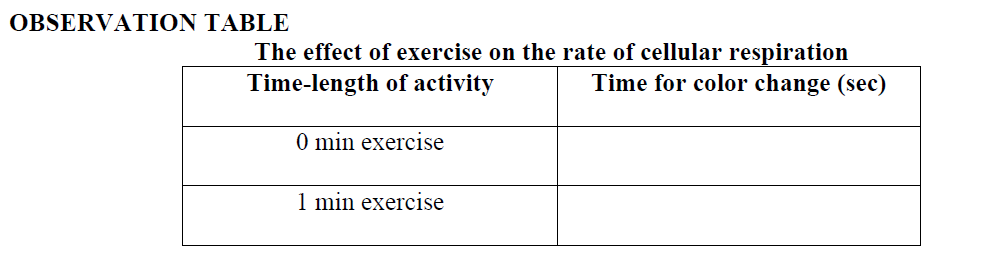 OBSERVATION TABLE
The effect of exercise on the rate of cellular respiration
Time-length of activity Time for color change (sec)
0 min exercise
1 min exercise